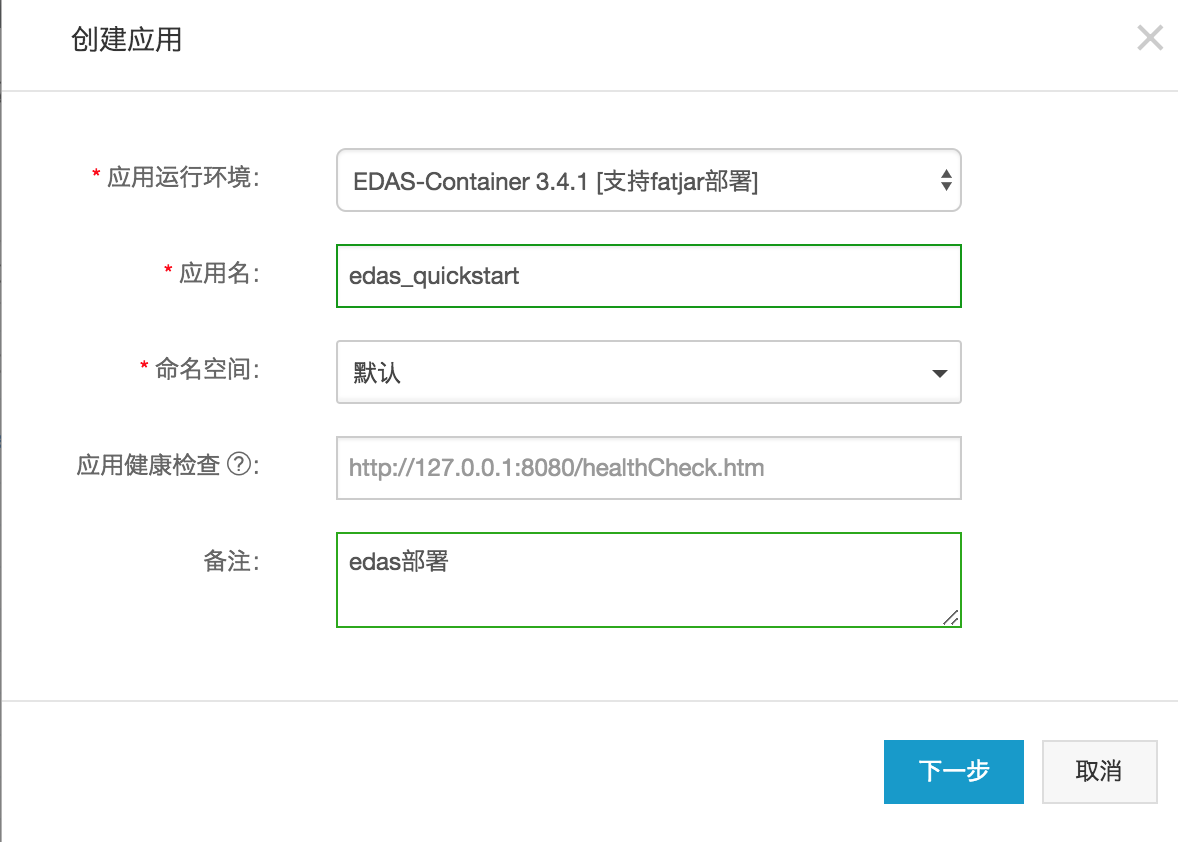 创建应用
* 应用运行环境: EDAS-Container 3.4.1 [支持fatjar部署]
* 应用名: edas_quickstart
* 命名空间: 默认
应用健康检查 ?: http://127.0.0.1:8080/healthCheck.htm
备注: edas部署
下一步 取消